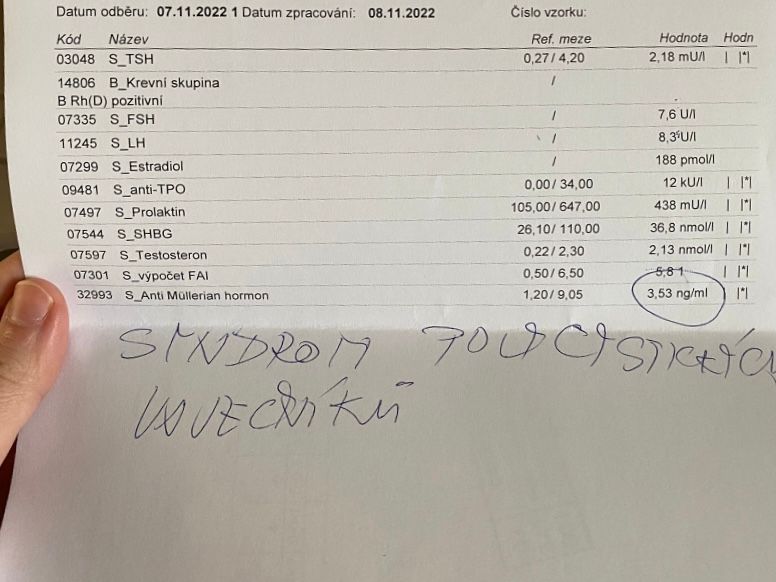 Datum odběru: 07.11.2022 1 Datum zpracování: 08.11.2022 Číslo vzorku:
Kód Název Ref. meze Hodnota Hodn
03048 S_TSH 0,27 / 4,20 2,18 mU/l | |*|
14806 B_Krevní skupina /
B Rh(D) pozitivní
07335 S_FSH / 7,6 U/l
11245 S_LH / 8,35 U/l
07299 S_Estradiol / 188 pmol/l
09481 S_anti-TPO 0,00 / 34,00 12 kU/l | |*|
07497 S_Prolaktin 105,00 / 647,00 438 mU/l | |*|
07544 S_SHBG 26,10 / 110,00 36,8 nmol/l | |*|
07597 S_Testosteron 0,22 / 2,30 2,13 nmol/l | |*|
07301 S_výpočet FAI 0,50 / 6,50 5,8 1 | |*|
32993 S_Anti Müllerian hormon 1,20 / 9,05 3,53 ng/ml |*|
SYNDROM POLYCYSTICKÝC
VAJEČNÍKŮ